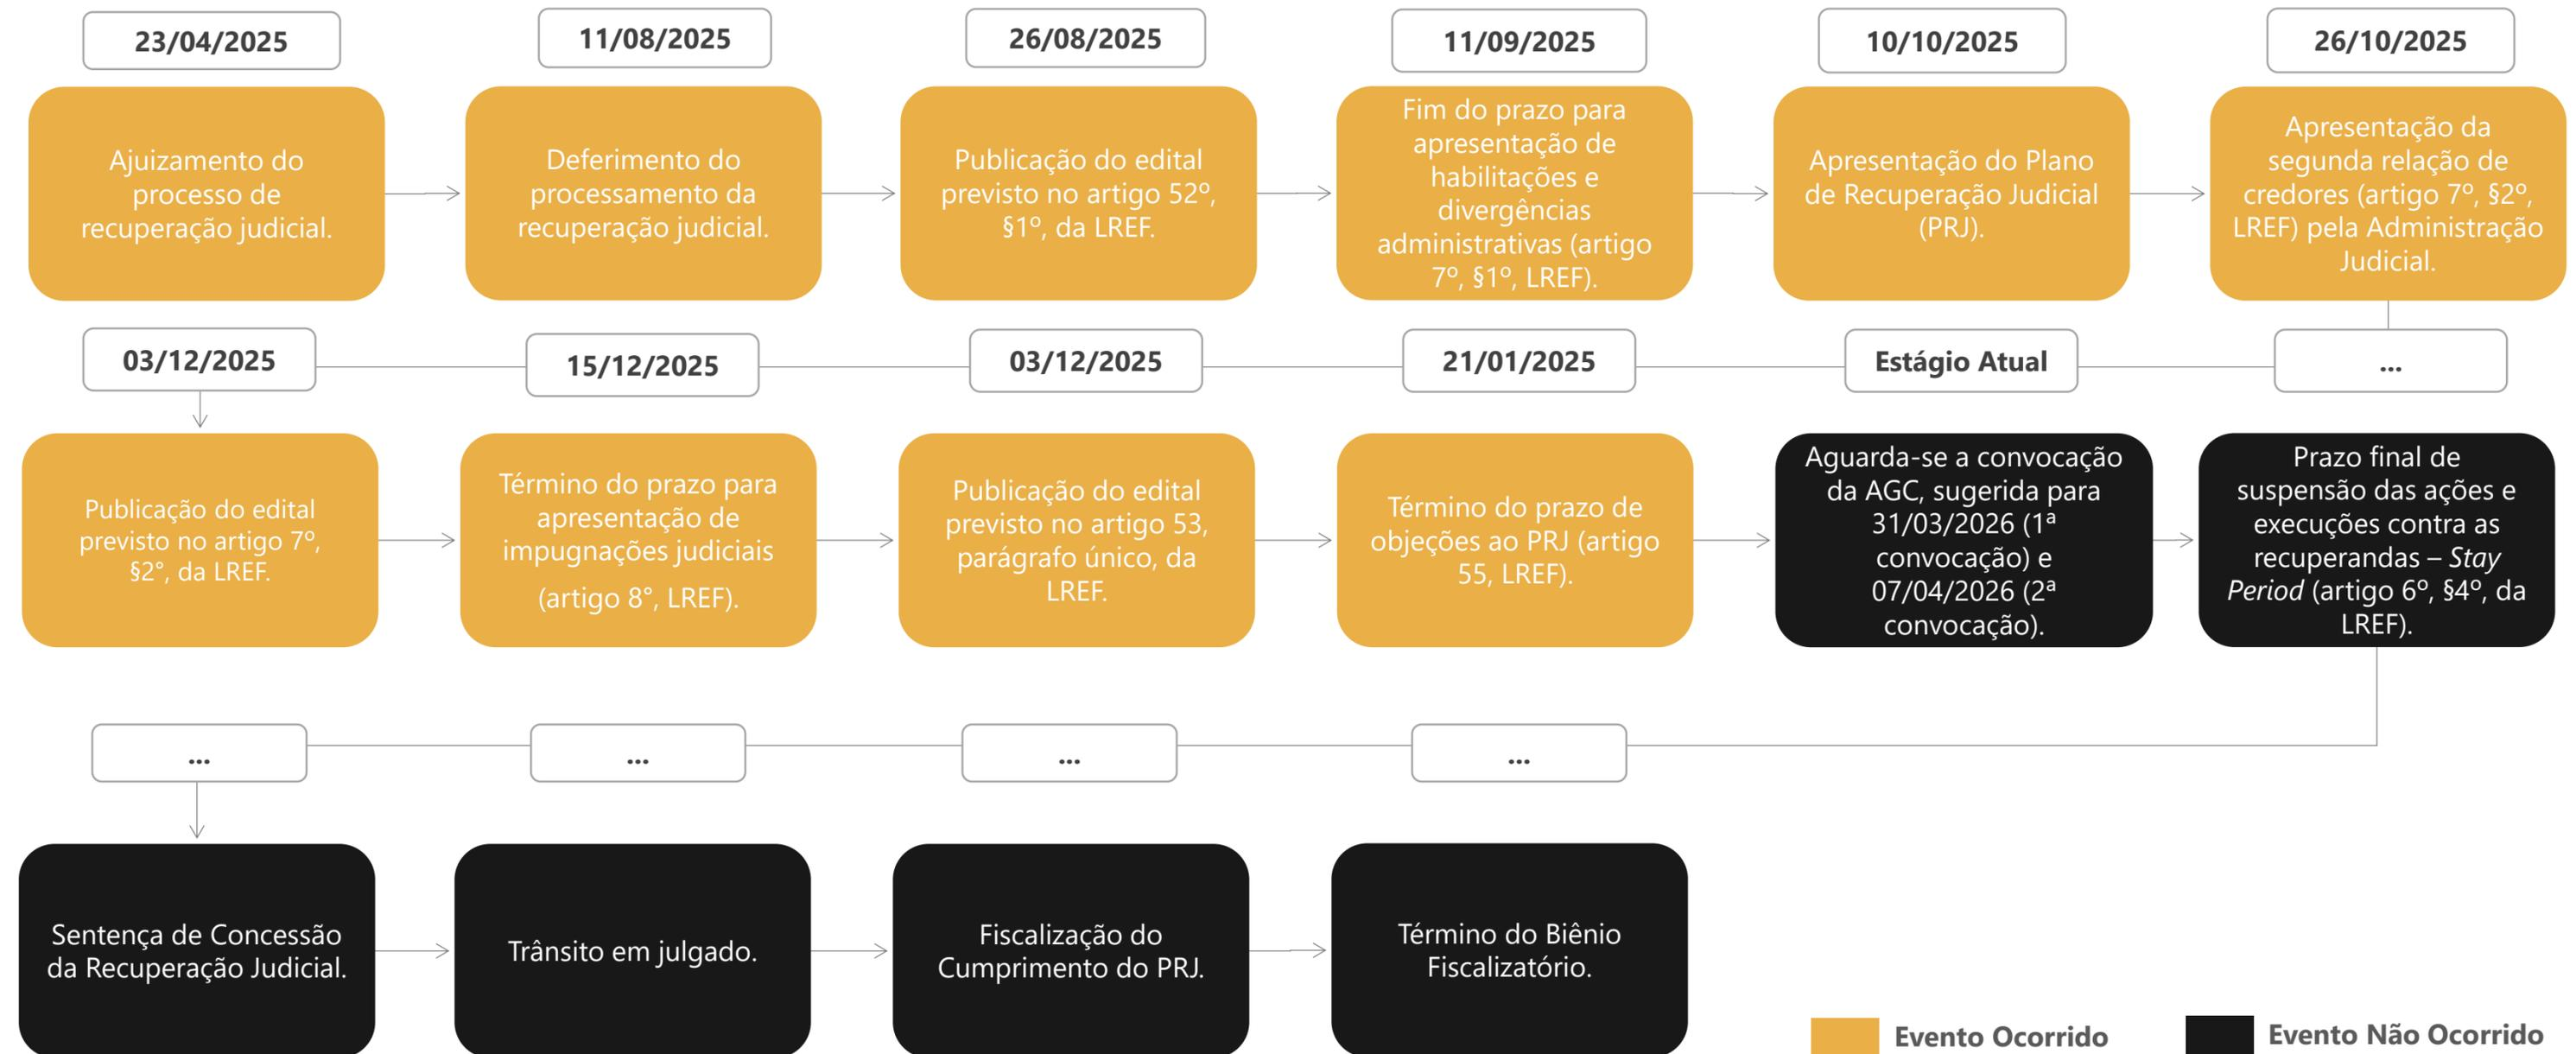 23/04/2025
11/08/2025
26/08/2025
11/09/2025
10/10/2025
26/10/2025
Ajuizamento do
processo de
recuperação judicial.
Deferimento do
processamento da
recuperação judicial.
Publicação do edital
previsto no artigo 52º,
§1º, da LREF.
Fim do prazo para
apresentação de
habilitações e
divergências
administrativas (artigo
7º, §1º, LREF).
Apresentação do Plano
de Recuperação Judicial
(PRJ).
Apresentação da
segunda relação de
credores (artigo 7º, §2º,
LREF) pela Administração
Judicial.
03/12/2025
15/12/2025
03/12/2025
21/01/2025
Estágio Atual
...
Publicação do edital
previsto no artigo 7º,
§2°, da LREF.
Término do prazo para
apresentação de
impugnações judiciais
(artigo 8°, LREF).
Publicação do edital
previsto no artigo 53,
parágrafo único, da
LREF.
Término do prazo de
objeções ao PRJ (artigo
55, LREF).
Aguarda-se a convocação
da AGC, sugerida para
31/03/2026 (1ª
convocação) e
07/04/2026 (2ª
convocação).
Prazo final de
suspensão das ações e
execuções contra as
recuperandas – Stay
Period (artigo 6º, §4º, da
LREF).
...
...
...
...
Sentença de Concessão
da Recuperação Judicial.
Trânsito em julgado.
Fiscalização do
Cumprimento do PRJ.
Término do Biênio
Fiscalizatório.
Evento Ocorrido
Evento Não Ocorrido